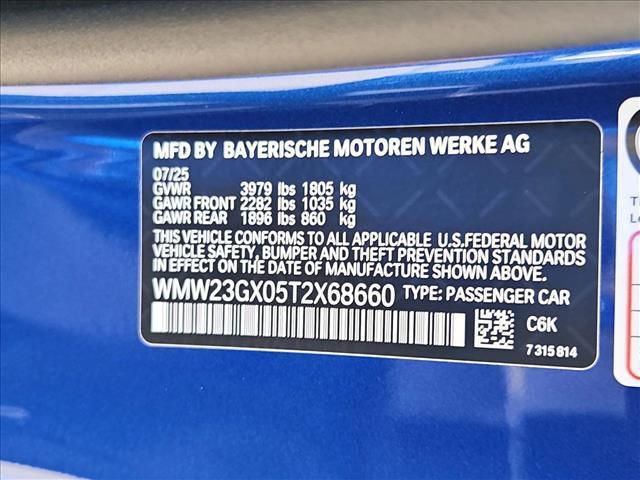 MFD BY BAYERISCHE MOTOREN WERKE AG
07/25
GVWR 3979 lbs 1805 kg
GAWR FRONT 2282 lbs 1035 kg
GAWR REAR 1896 lbs 860 kg
THIS VEHICLE CONFORMS TO ALL APPLICABLE U.S.FEDERAL MOTOR
VEHICLE SAFETY, BUMPER AND THEFT PREVENTION STANDARDS
IN EFFECT ON THE DATE OF MANUFACTURE SHOWN ABOVE.
WMW23GX05T2X68660 TYPE: PASSENGER CAR
C6K
7 315 814